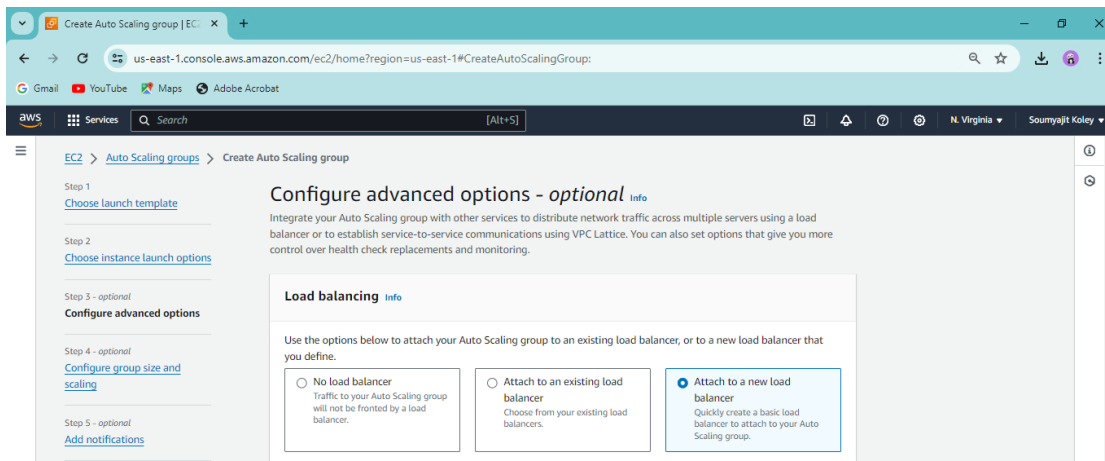 Create Auto Scaling group | EC
us-east-1.console.aws.amazon.com/ec2/home?region=us-east-1#CreateAutoScalingGroup:
Gmail YouTube Maps Adobe Acrobat
aws Services Search [Alt+S] N. Virginia Soumyajit Koley
EC2 > Auto Scaling groups > Create Auto Scaling group
Step 1
Choose launch template
Step 2
Choose instance launch options
Step 3 - optional
Configure advanced options
Step 4 - optional
Configure group size and
scaling
Step 5 - optional
Add notifications
Configure advanced options - optional Info
Integrate your Auto Scaling group with other services to distribute network traffic across multiple servers using a load
balancer or to establish service-to-service communications using VPC Lattice. You can also set options that give you more
control over health check replacements and monitoring.
Load balancing Info
Use the options below to attach your Auto Scaling group to an existing load balancer, or to a new load balancer that
you define.
No load balancer
Traffic to your Auto Scaling group
will not be fronted by a load
balancer.
Attach to an existing load
balancer
Choose from your existing load
balancers.
Attach to a new load
balancer
Quickly create a basic load
balancer to attach to your Auto
Scaling group.